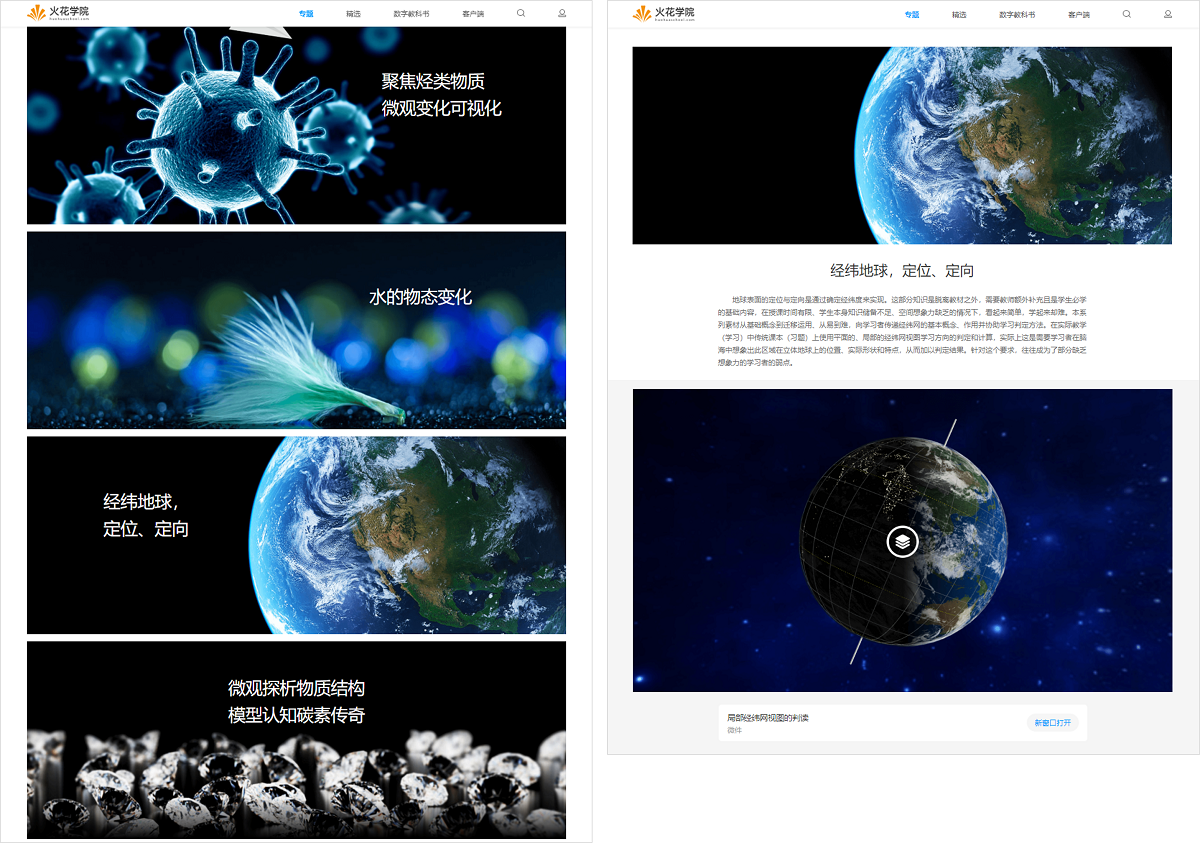 火花学院
huohuaschool.com
专题
精选
数字教科书
客户端
聚焦烃类物质
微观变化可视化
水的物态变化
经纬地球，
定位、定向
微观探析物质结构
模型认知碳素传奇
火花学院
huohuaschool.com
专题
精选
数字教科书
客户端
经纬地球，定位、定向
地球表面的定位与定向是通过确定经纬度来实现。这部分知识是脱离教材之外，需要教师额外补充且是学生必学
的基础内容，在授课时间有限、学生本身知识储备不足、空间想象力缺乏的情况下，看起来简单，学起来却难。本系
列素材从基础概念到迁移运用，从易到难，向学习者传递经纬网的基本概念、作用并协助学习判定方法。在实际教学
（学习）中传统课本（习题）上使用平面的、局部的经纬网视图学习方向的判定和计算，实际上这是需要学习者在脑
海中想象出此区域在立体地球上的位置、实际形状和特点，从而加以判定结果。针对这个要求，往往成为了部分缺乏
想象力的学习者的弱点。
局部经纬网视图的判读
微件
新窗口打开